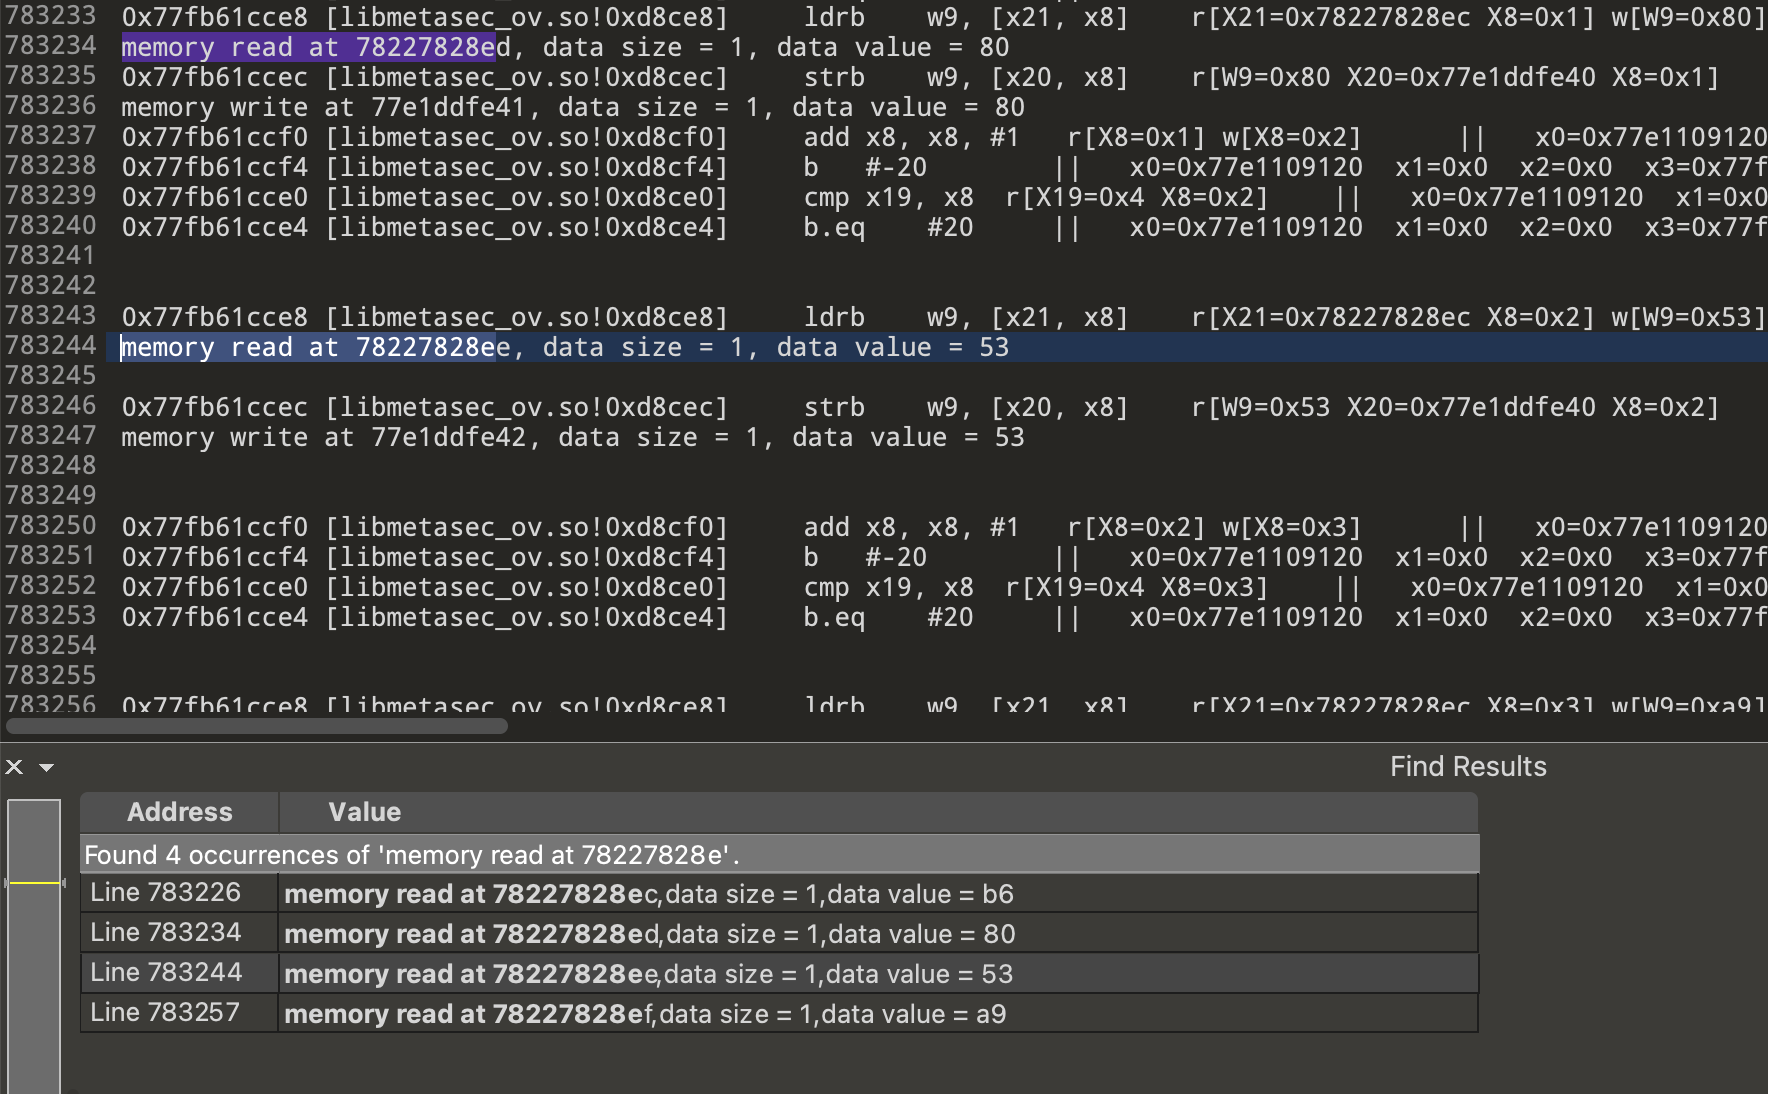 783233 0x77fb61cce8 [libmetasec_ov.so!0xd8ce8] ldrb w9, [x21, x8] r[X21=0x78227828ec X8=0x1] w[W9=0x80]
783234 memory read at 78227828ed, data size = 1, data value = 80
783235 0x77fb61ccec [libmetasec_ov.so!0xd8cec] strb w9, [x20, x8] r[W9=0x80 X20=0x77e1ddfe40 X8=0x1]
783236 memory write at 77e1ddfe41, data size = 1, data value = 80
783237 0x77fb61ccf0 [libmetasec_ov.so!0xd8cf0] add x8, x8, #1 r[X8=0x1] w[X8=0x2] || x0=0x77e1109120
783238 0x77fb61ccf4 [libmetasec_ov.so!0xd8cf4] b #-20 || x0=0x77e1109120 x1=0x0 x2=0x0 x3=0x77f
783239 0x77fb61cce0 [libmetasec_ov.so!0xd8ce0] cmp x19, x8 r[X19=0x4 X8=0x2] || x0=0x77e1109120 x1=0x0
783240 0x77fb61cce4 [libmetasec_ov.so!0xd8ce4] b.eq #20 || x0=0x77e1109120 x1=0x0 x2=0x0 x3=0x77f
783241
783242
783243 0x77fb61cce8 [libmetasec_ov.so!0xd8ce8] ldrb w9, [x21, x8] r[X21=0x78227828ec X8=0x2] w[W9=0x53]
783244 memory read at 78227828ee, data size = 1, data value = 53
783245
783246 0x77fb61ccec [libmetasec_ov.so!0xd8cec] strb w9, [x20, x8] r[W9=0x53 X20=0x77e1ddfe40 X8=0x2]
783247 memory write at 77e1ddfe42, data size = 1, data value = 53
783248
783249
783250 0x77fb61ccf0 [libmetasec_ov.so!0xd8cf0] add x8, x8, #1 r[X8=0x2] w[X8=0x3] || x0=0x77e1109120
783251 0x77fb61ccf4 [libmetasec_ov.so!0xd8cf4] b #-20 || x0=0x77e1109120 x1=0x0 x2=0x0 x3=0x77f
783252 0x77fb61cce0 [libmetasec_ov.so!0xd8ce0] cmp x19, x8 r[X19=0x4 X8=0x3] || x0=0x77e1109120 x1=0x0
783253 0x77fb61cce4 [libmetasec_ov.so!0xd8ce4] b.eq #20 || x0=0x77e1109120 x1=0x0 x2=0x0 x3=0x77f
783254
783255
783256 0x77fb61cce8 [libmetasec_ov.so!0xd8ce8] ldrb w9, [x21, x8] r[X21=0x78227828ec X8=0x3] w[W9=0xa9]
Find Results
Address Value
Found 4 occurrences of 'memory read at 78227828e'.
Line 783226 memory read at 78227828ec,data size = 1,data value = b6
Line 783234 memory read at 78227828ed,data size = 1,data value = 80
Line 783244 memory read at 78227828ee,data size = 1,data value = 53
Line 783257 memory read at 78227828ef,data size = 1,data value = a9